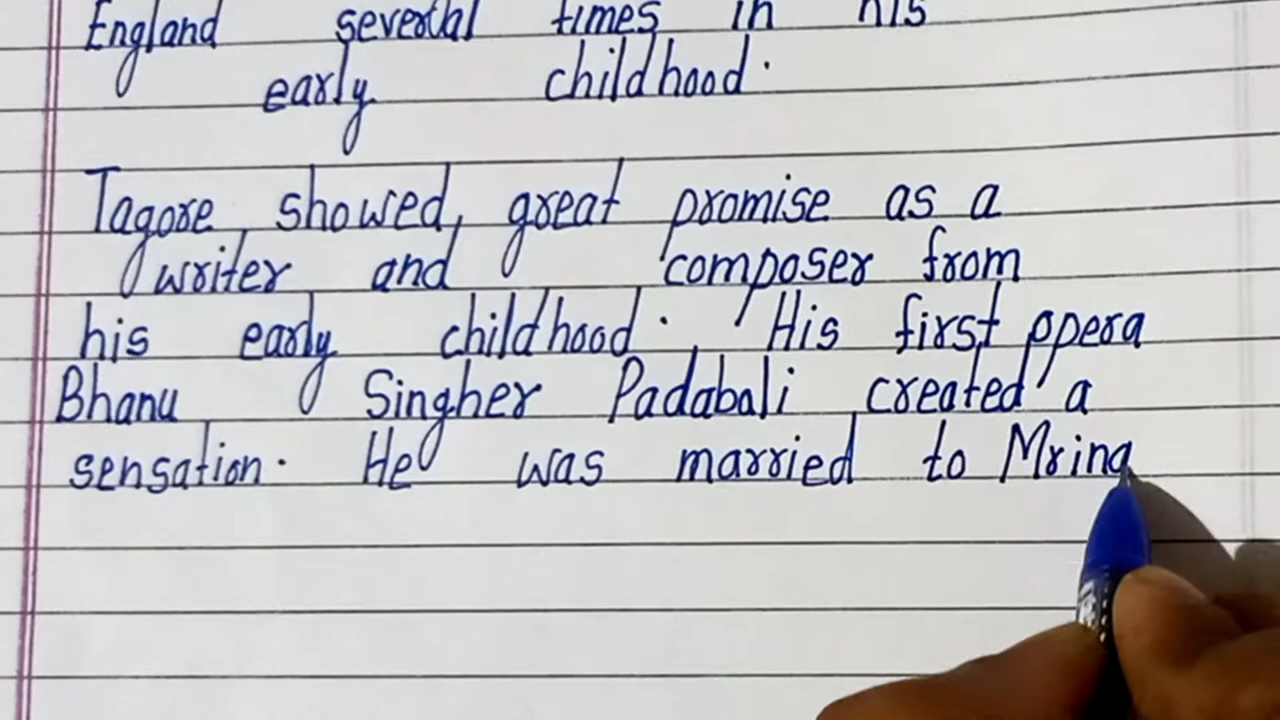 England several times in his
early childhood.
Tagore showed, great promise as a
writer and composer from
his early childhood. His first opera
Bhanu Singher Padabali created a
sensation. He was married to Mrina